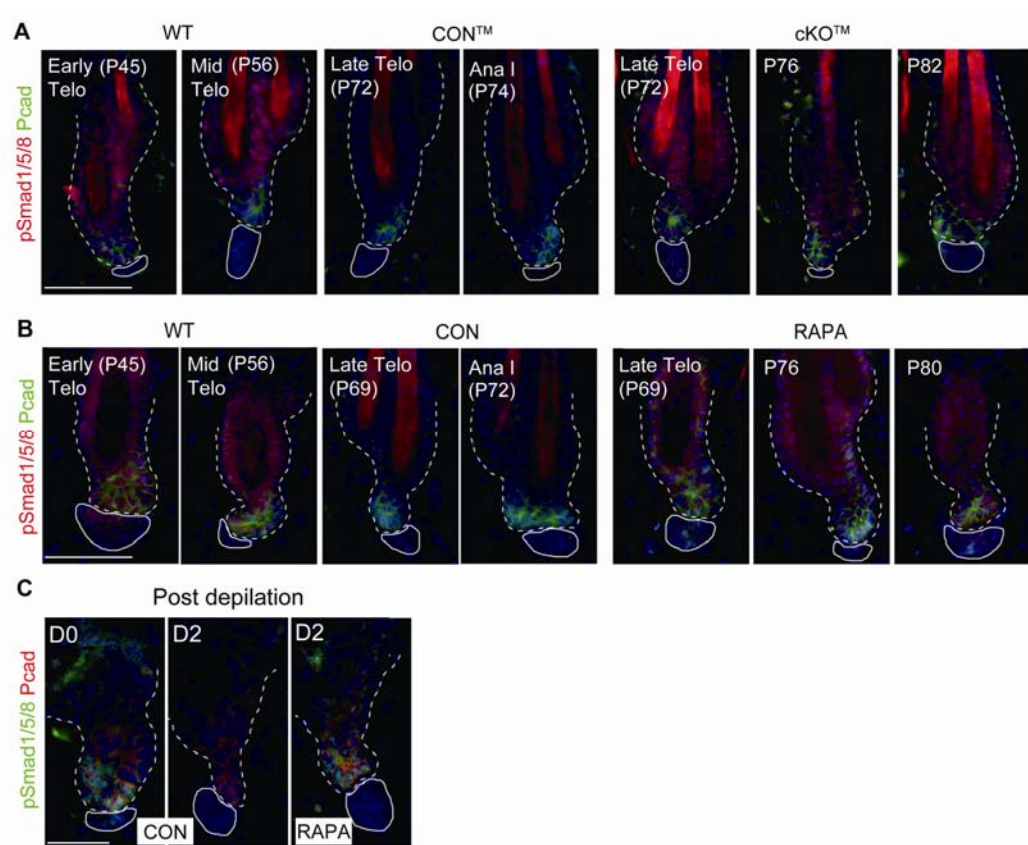 A
WT
CON™
cKO™
pSmad1/5/8 Pcad
Early (P45)
Telo
Mid (P56)
Telo
Late Telo
(P72)
Ana I
(P74)
Late Telo
(P72)
P76
P82
B
WT
CON
RAPA
pSmad1/5/8 Pcad
Early (P45)
Telo
Mid (P56)
Telo
Late Telo
(P69)
Ana I
(P72)
Late Telo
(P69)
P76
P80
C
Post depilation
pSmad1/5/8 Pcad
D0
D2
D2
CON
RAPA